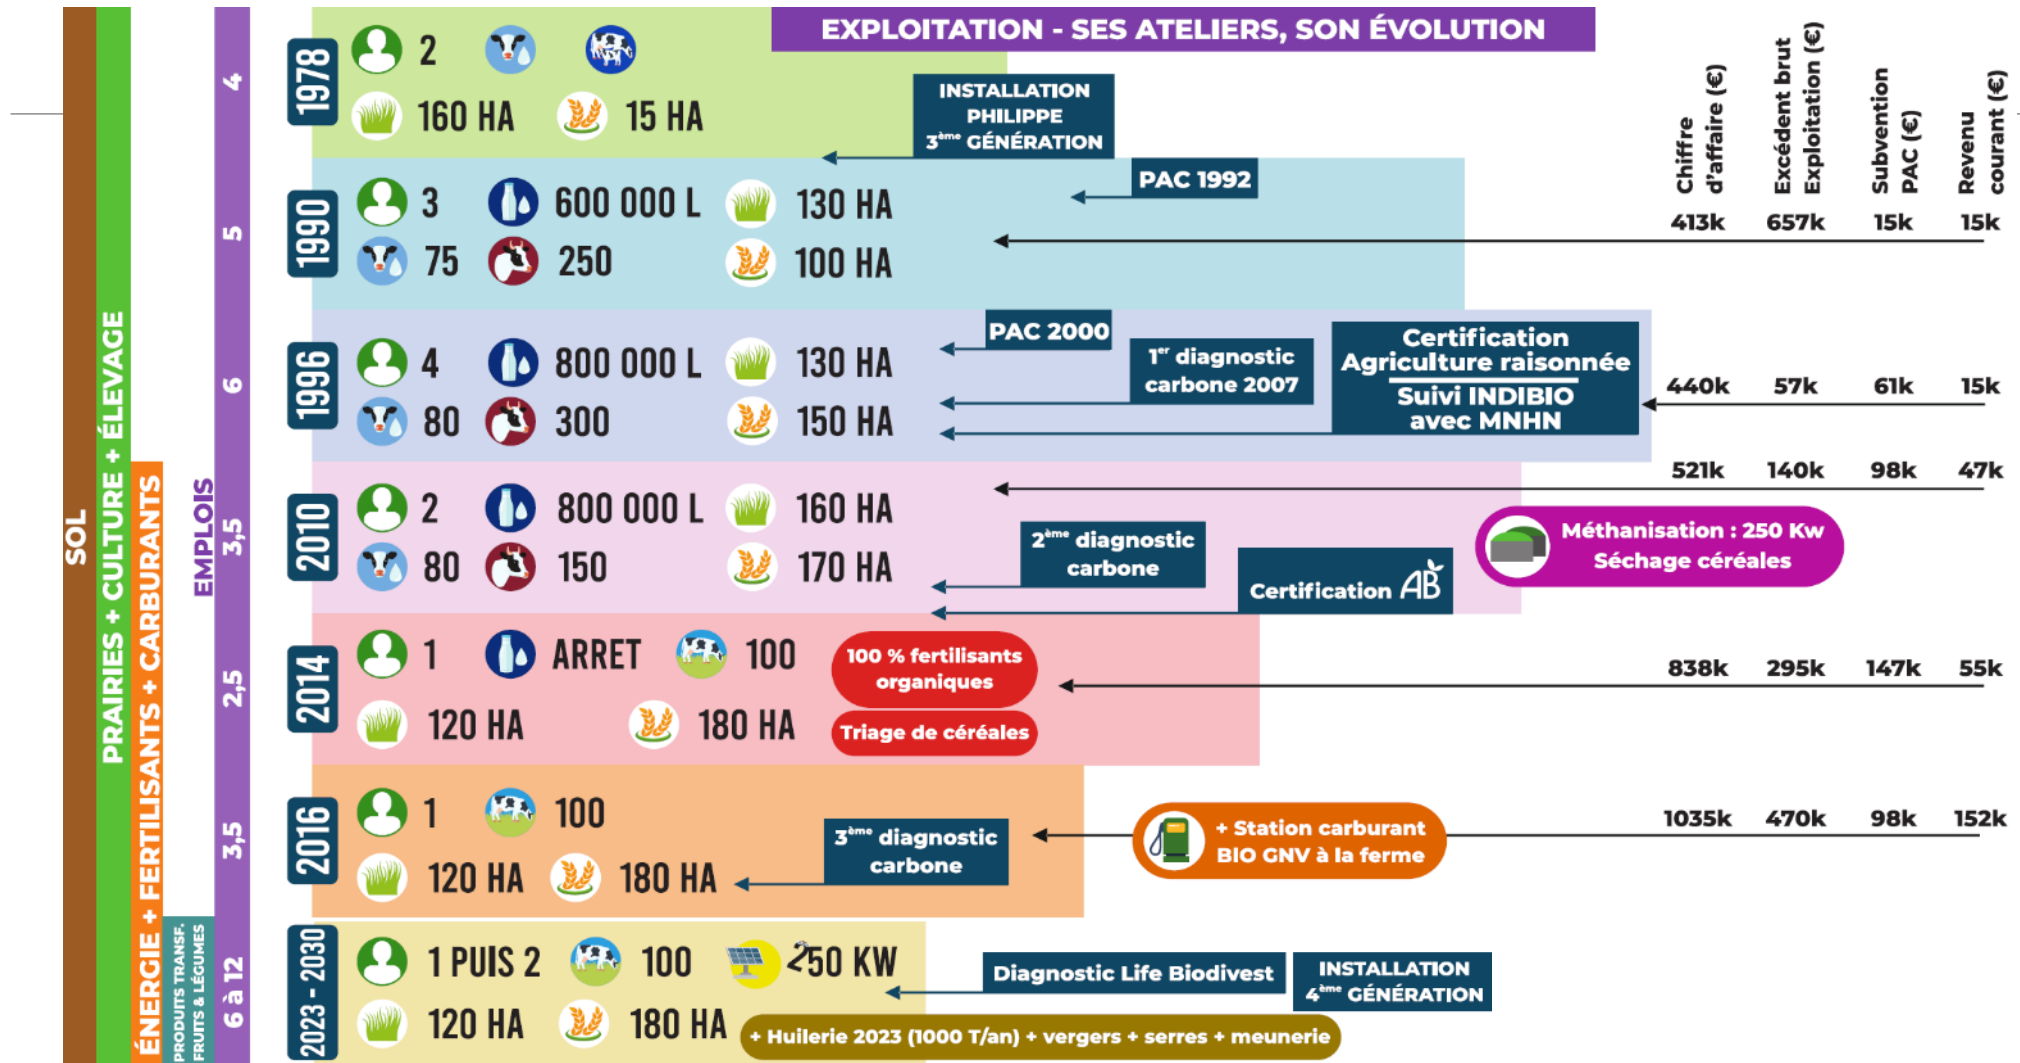 EXPLOITATION - SES ATELIERS, SON ÉVOLUTION
SOL
PRAIRIES + CULTURE + ÉLEVAGE
ÉNERGIE + FERTILISANTS + CARBURANTS
PRODUITS TRANSF.
FRUITS & LÉGUMES
EMPLOIS
Chiffre
d'affaire (€)
Excédent brut
Exploitation (€)
Subvention
PAC (€)
Revenu
courant (€)
4
1978
2
160 HA
15 HA
INSTALLATION
PHILIPPE
3ème GÉNÉRATION
5
1990
3
600 000 L
130 HA
75
250
100 HA
PAC 1992
413k
657k
15k
15k
6
1996
4
800 000 L
130 HA
80
300
150 HA
PAC 2000
1er diagnostic
carbone 2007
Certification
Agriculture raisonnée
Suivi INDIBIO
avec MNHN
440k
57k
61k
15k
3,5
2010
2
800 000 L
160 HA
80
150
170 HA
2ème diagnostic
carbone
Certification AB
521k
140k
98k
47k
Méthanisation : 250 Kw
Séchage céréales
2,5
2014
1
ARRET
100
120 HA
180 HA
100 % fertilisants
organiques
Triage de céréales
838k
295k
147k
55k
3,5
2016
1
100
120 HA
180 HA
3ème diagnostic
carbone
+ Station carburant
BIO GNV à la ferme
1035k
470k
98k
152k
6 à 12
2023 - 2030
1 PUIS 2
100
250 KW
120 HA
180 HA
Diagnostic Life Biodivest
INSTALLATION
4ème GÉNÉRATION
+ Huilerie 2023 (1000 T/an) + vergers + serres + meunerie